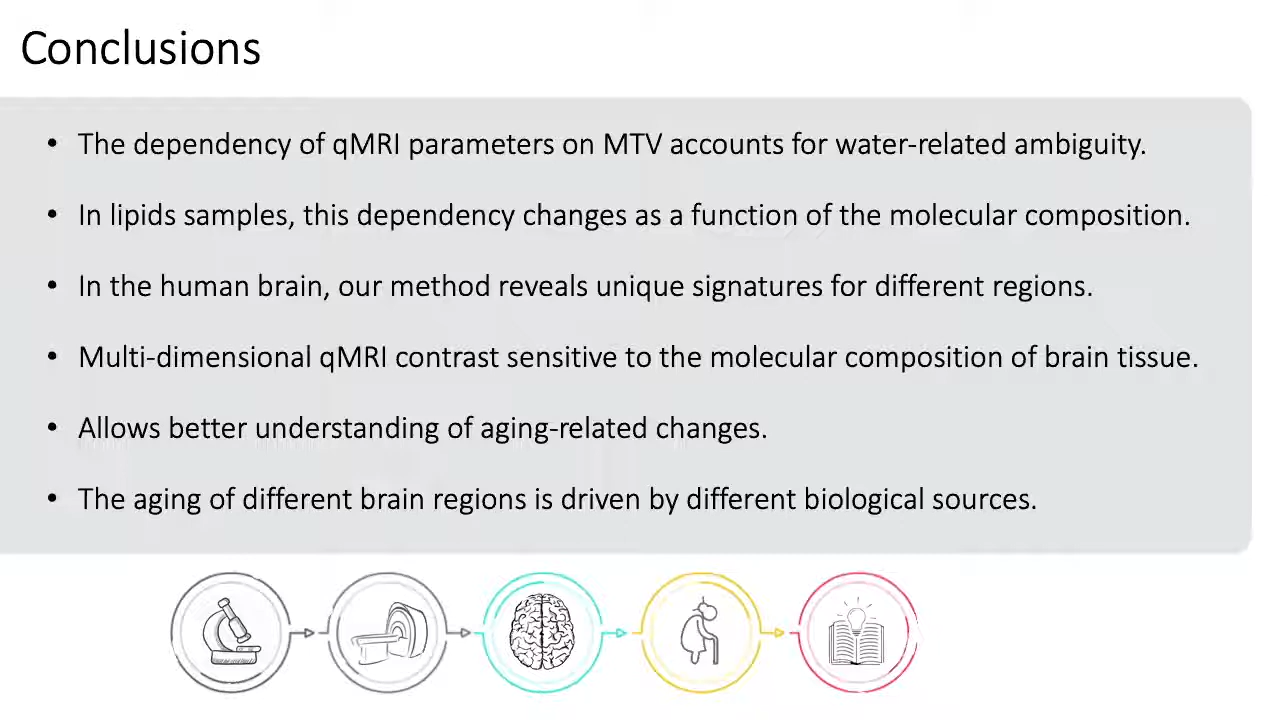 Conclusions
• The dependency of qMRI parameters on MTV accounts for water-related ambiguity.
• In lipids samples, this dependency changes as a function of the molecular composition.
• In the human brain, our method reveals unique signatures for different regions.
• Multi-dimensional qMRI contrast sensitive to the molecular composition of brain tissue.
• Allows better understanding of aging-related changes.
• The aging of different brain regions is driven by different biological sources.